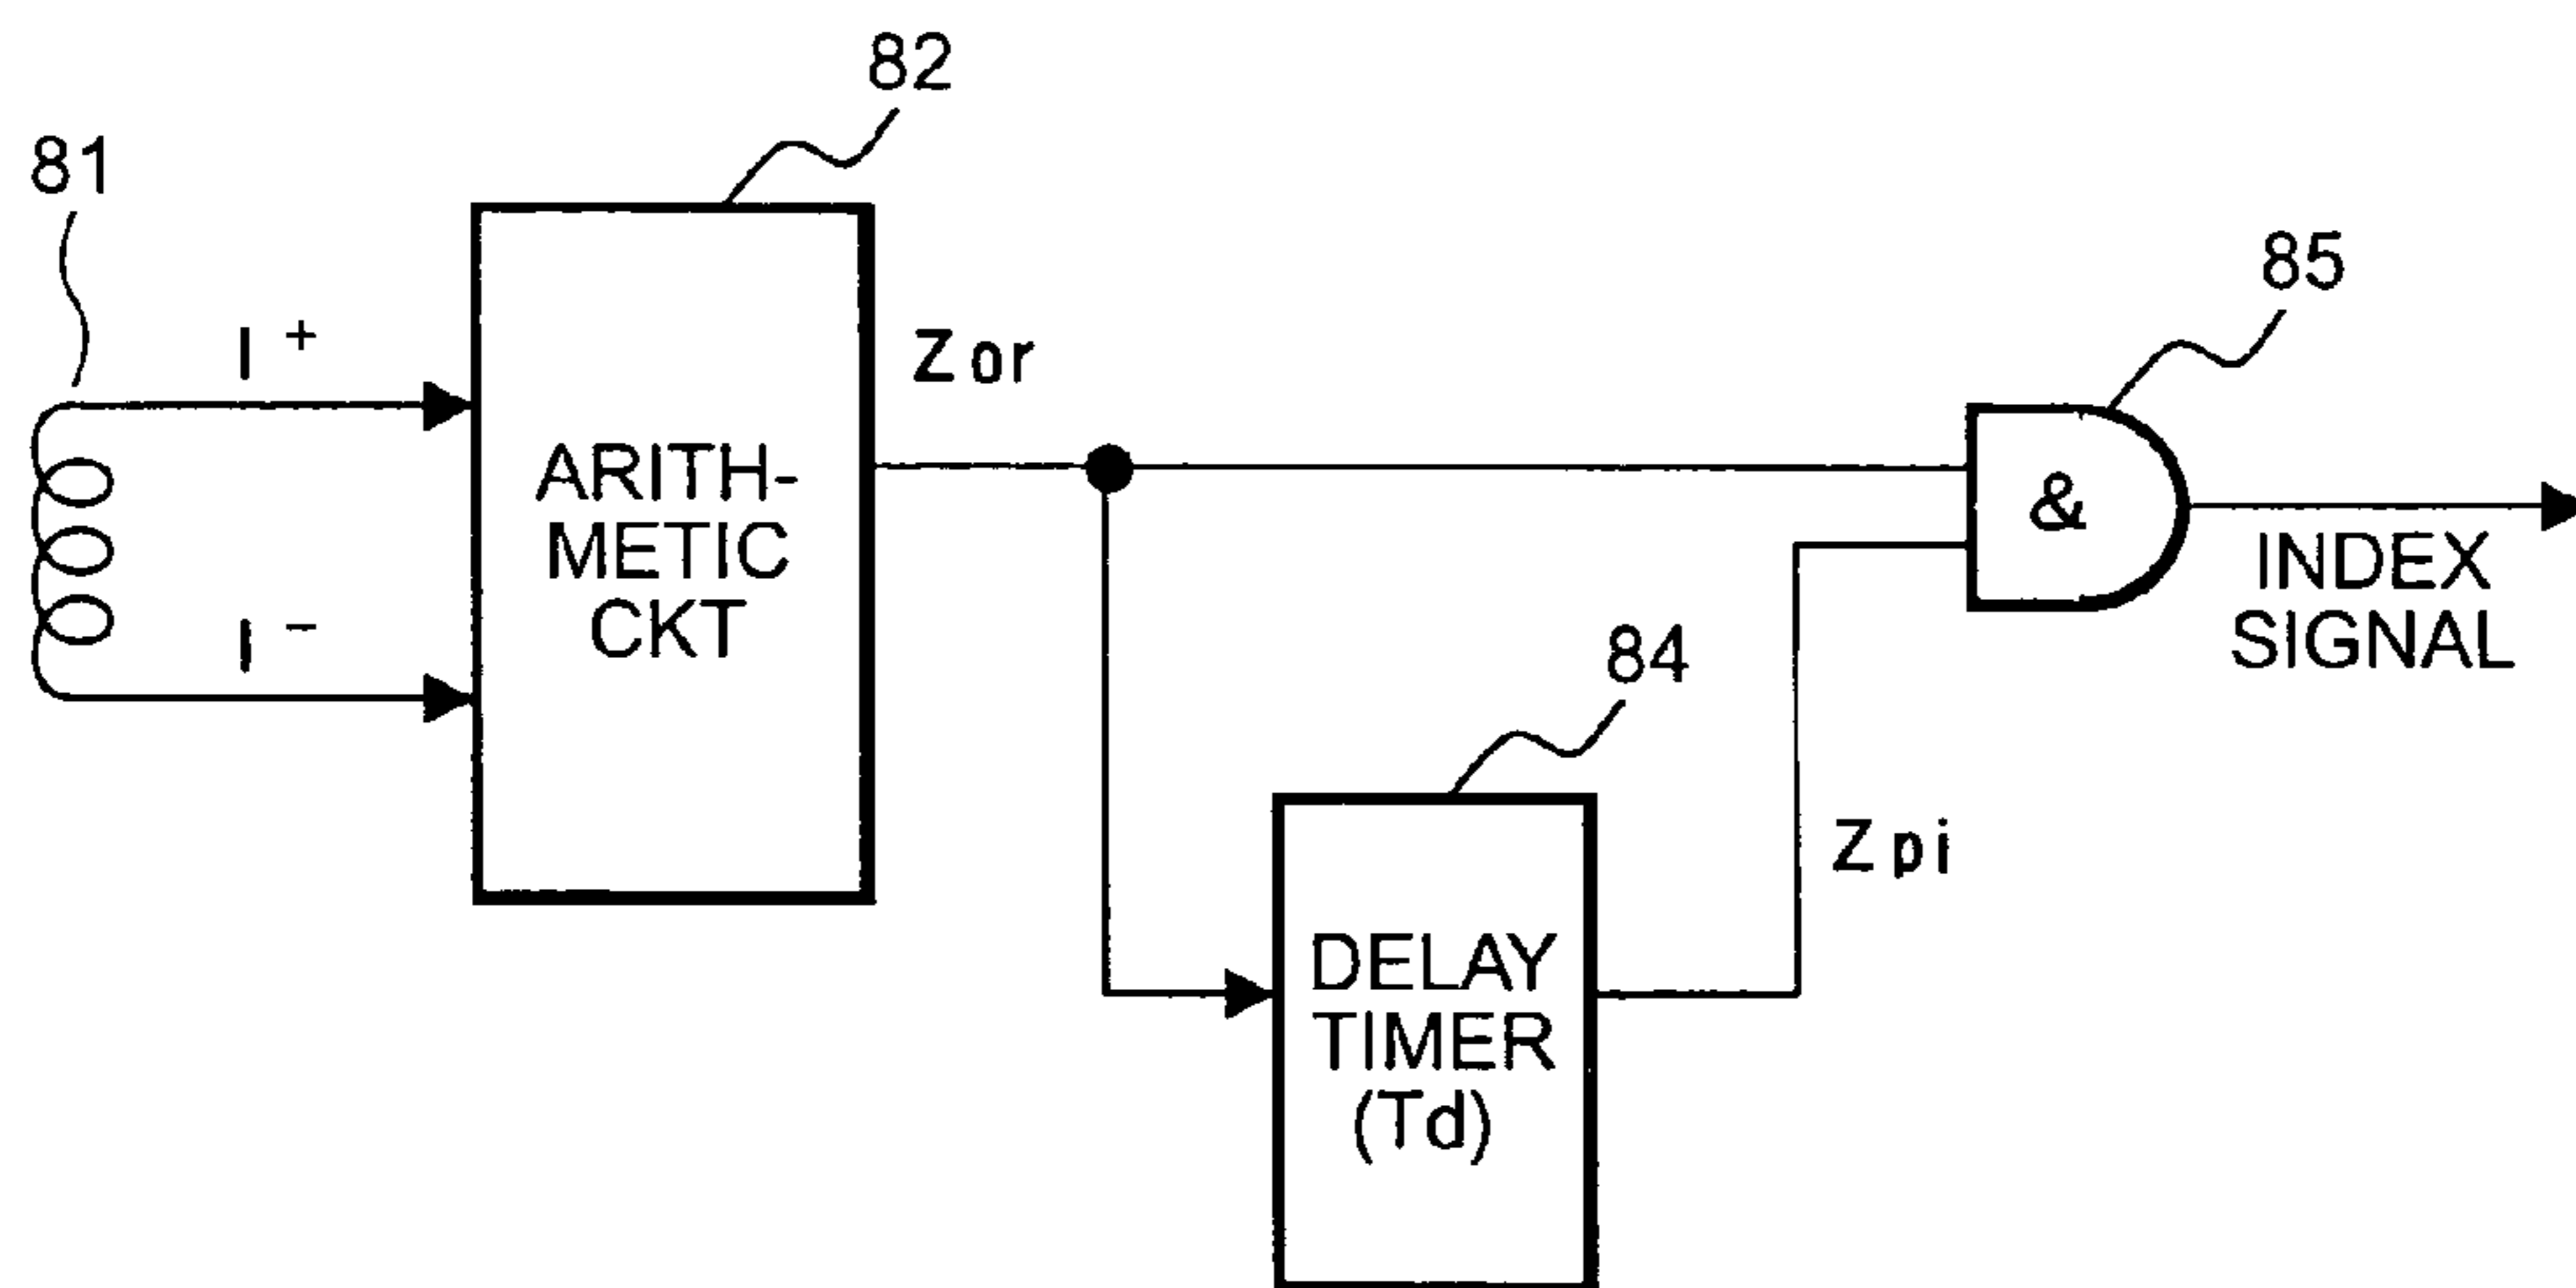 82
81
I +
Zor
ARITH-
METIC
CKT
I −
85
&
INDEX
SIGNAL
84
Zpi
DELAY
TIMER
(Td)